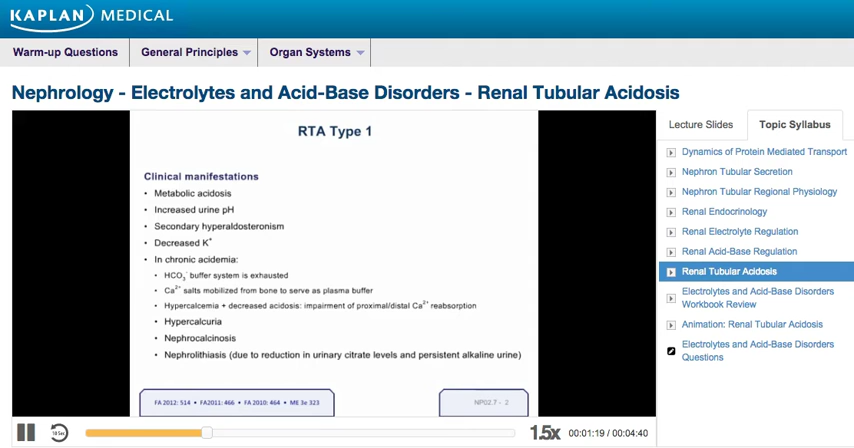 KAPLAN MEDICAL
Warm-up Questions General Principles Organ Systems
Nephrology - Electrolytes and Acid-Base Disorders - Renal Tubular Acidosis
RTA Type 1
Clinical manifestations
• Metabolic acidosis
• Increased urine pH
• Secondary hyperaldosteronism
• Decreased K+
• In chronic acidemia:
• HCO3- buffer system is exhausted
• Ca2+ salts mobilized from bone to serve as plasma buffer
• Hypercalcemia + decreased acidosis: impairment of proximal/distal Ca2+ reabsorption
• Hypercalcuria
• Nephrocalcinosis
• Nephrolithiasis (due to reduction in urinary citrate levels and persistent alkaline urine)
FA 2012: 514 • FA2011: 466 • FA 2010: 464 • ME 3e 323
NP02.7 - 2
10 Sec
1.5x 00:01:19 / 00:04:40
Lecture Slides Topic Syllabus
Dynamics of Protein Mediated Transport
Nephron Tubular Secretion
Nephron Tubular Regional Physiology
Renal Endocrinology
Renal Electrolyte Regulation
Renal Acid-Base Regulation
Renal Tubular Acidosis
Electrolytes and Acid-Base Disorders
Workbook Review
Animation: Renal Tubular Acidosis
Electrolytes and Acid-Base Disorders
Questions